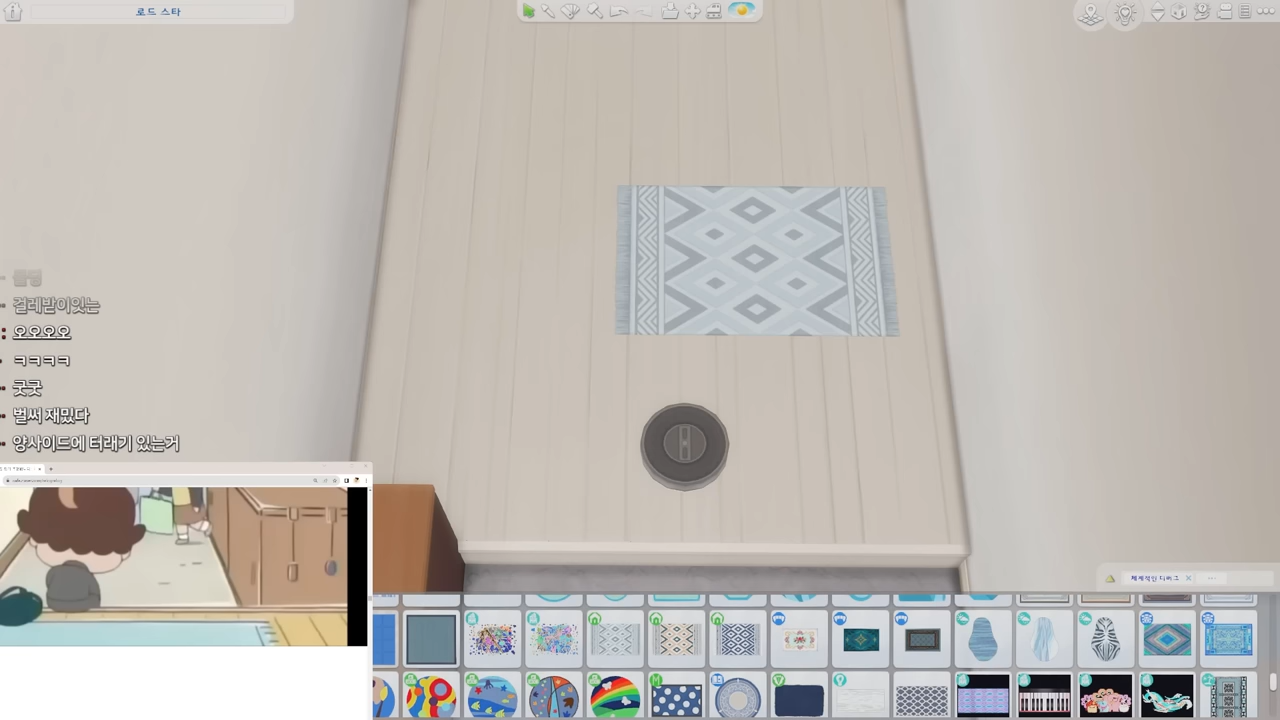 로드 스타
걸레받이잇는
오오오오
ㅋㅋㅋㅋ
굿굿
벌써 재밌다
양사이드에 터래기 있는거